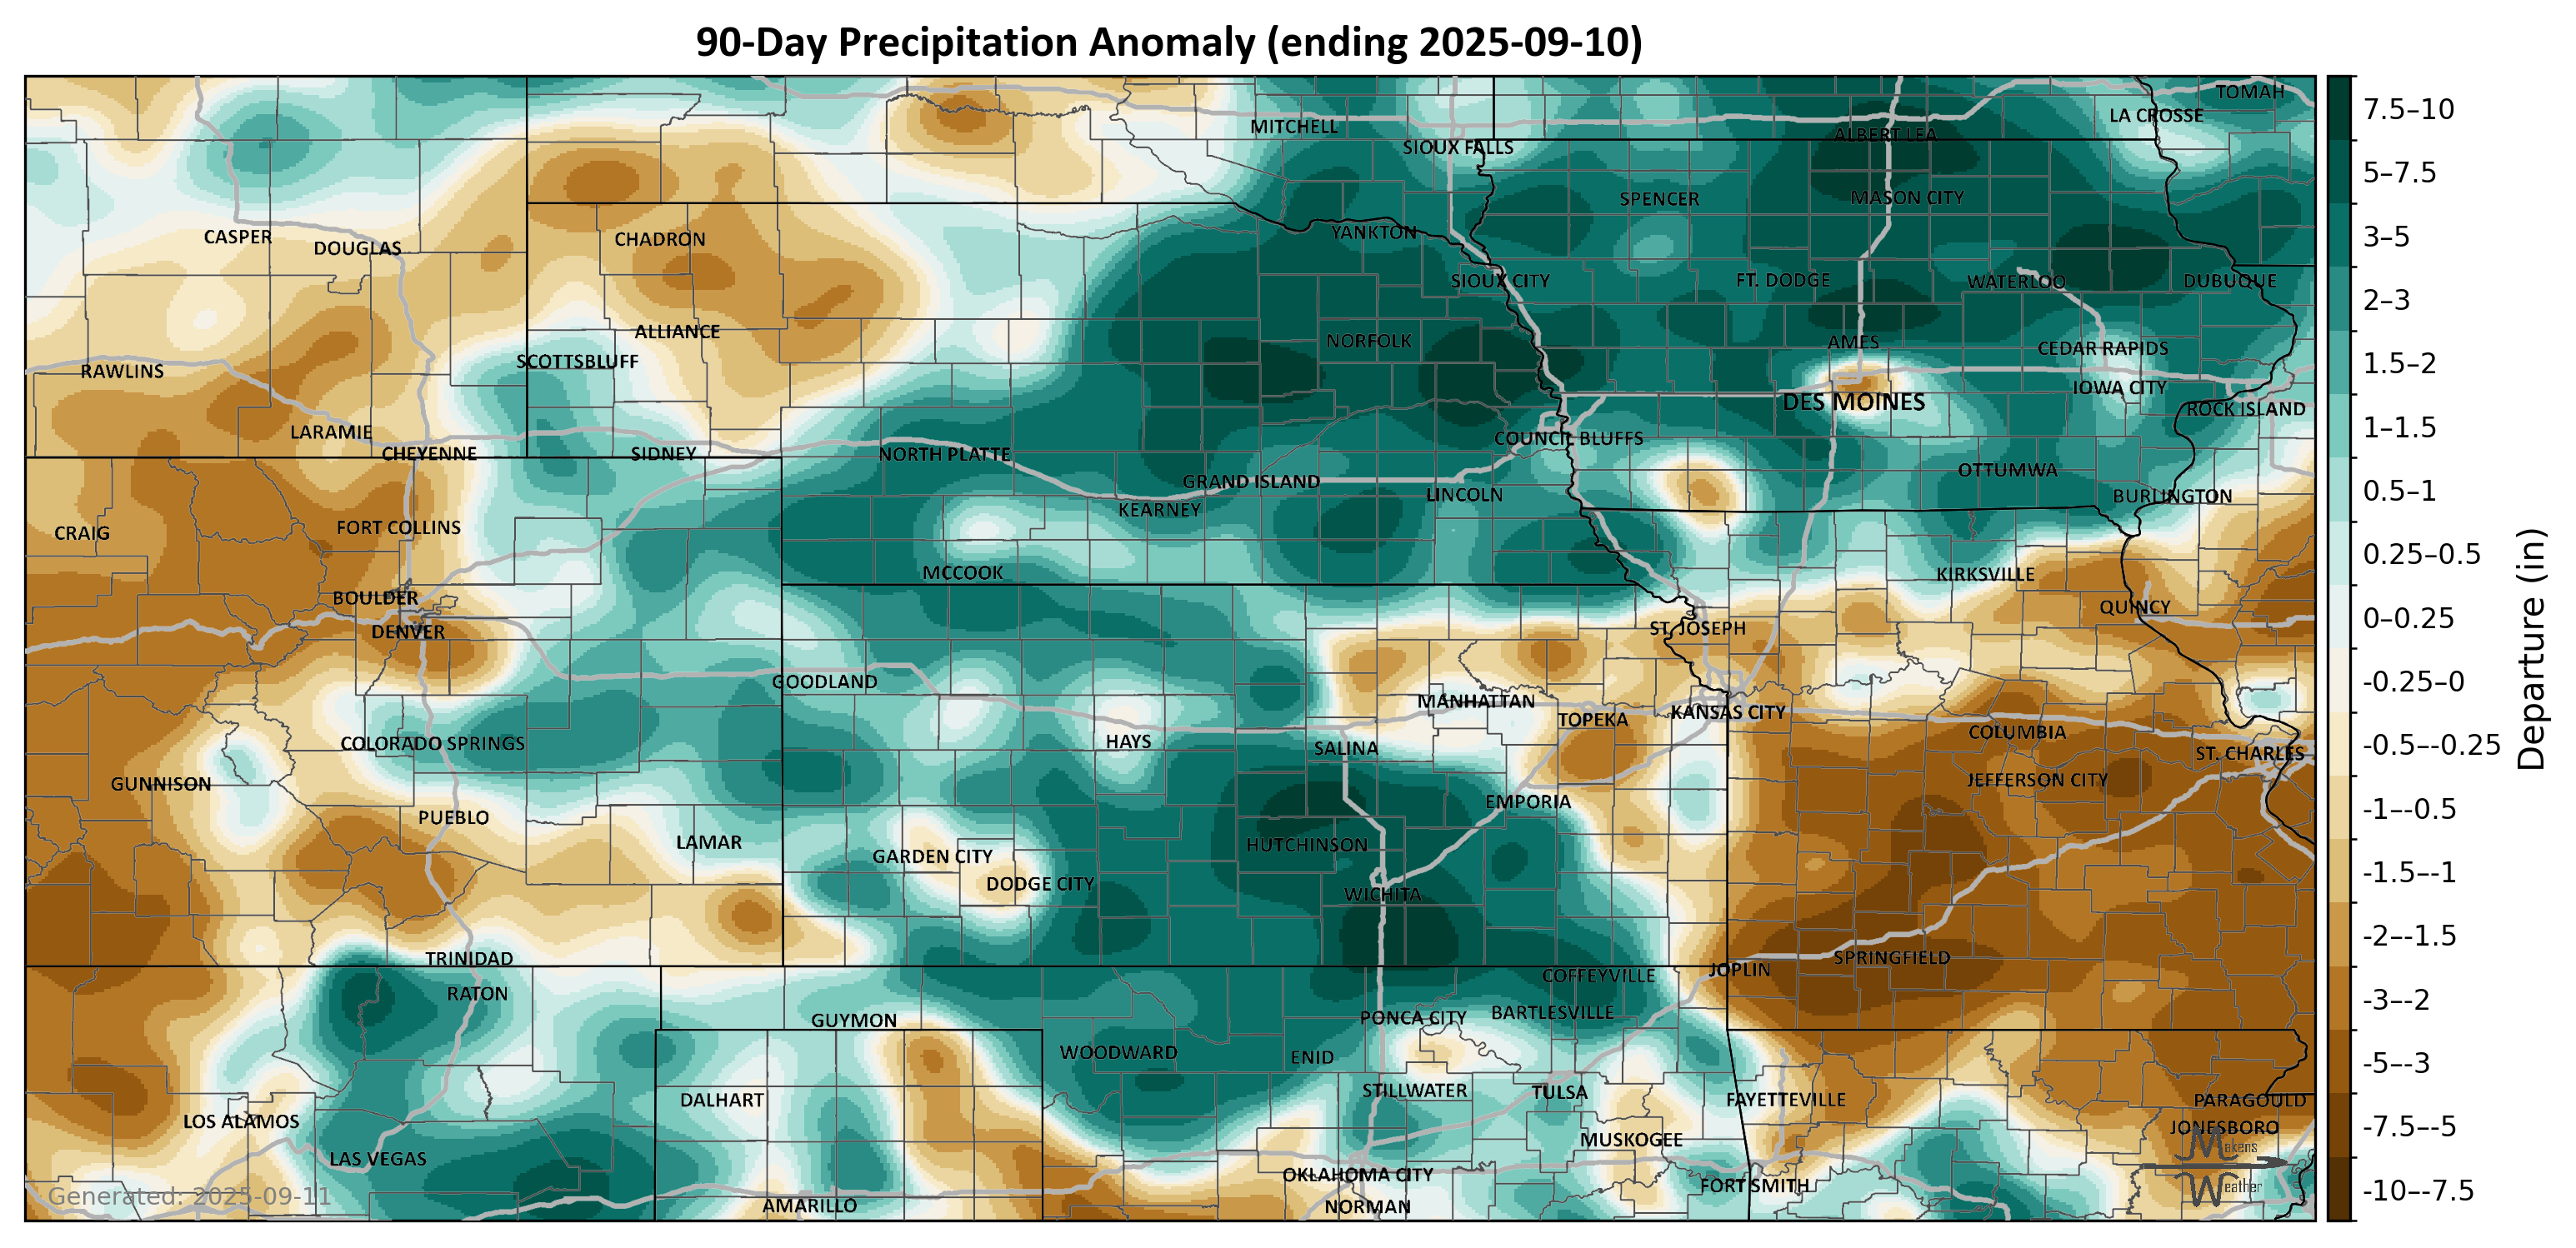 90-Day Precipitation Anomaly (ending 2025-09-10)
TOMAH
LA CROSSE
MITCHELL
ALBERT LEA
SIOUX FALLS
SPENCER
MASON CITY
YANKTON
CASPER
CHADRON
DOUGLAS
SIOUX CITY
FT. DODGE
WATERLOO
DUBUQUE
ALLIANCE
NORFOLK
AMES
CEDAR RAPIDS
SCOTTSBLUFF
RAWLINS
IOWA CITY
DES MOINES
ROCK ISLAND
LARAMIE
COUNCIL BLUFFS
CHEYENNE
SIDNEY
NORTH PLATTE
OTTUMWA
GRAND ISLAND
LINCOLN
BURLINGTON
KEARNEY
CRAIG
FORT COLLINS
MCCOOK
KIRKSVILLE
BOULDER
QUINCY
DENVER
ST. JOSEPH
GOODLAND
MANHATTAN
TOPEKA
KANSAS CITY
COLUMBIA
COLORADO SPRINGS
HAYS
SALINA
ST. CHARLES
GUNNISON
JEFFERSON CITY
EMPORIA
PUEBLO
LAMAR
HUTCHINSON
GARDEN CITY
DODGE CITY
WICHITA
TRINIDAD
SPRINGFIELD
JOPLIN
COFFEYVILLE
RATON
GUYMON
PONCA CITY
BARTLESVILLE
WOODWARD
ENID
STILLWATER
TULSA
DALHART
FAYETTEVILLE
PARAGOULD
LOS ALAMOS
JONESBORO
MUSKOGEE
LAS VEGAS
OKLAHOMA CITY
FORT SMITH
AMARILLO
NORMAN
Generated: 2025-09-11
Makens
Weather
7.5–10
5–7.5
3–5
2–3
1.5–2
1–1.5
0.5–1
0.25–0.5
0–0.25
-0.25–0
-0.5–-0.25
-1–-0.5
-1.5–-1
-2–-1.5
-3–-2
-5–-3
-7.5–-5
-10–-7.5
Departure (in)